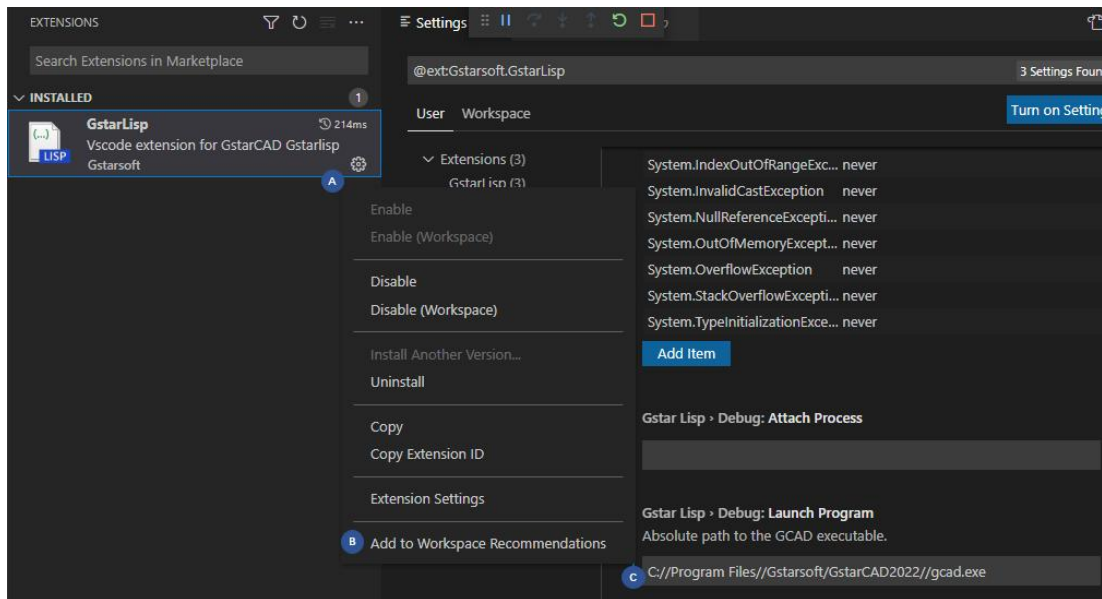 EXTENSIONS
Search Extensions in Marketplace
INSTALLED 1
(...) LISP
GstarLisp 214ms
Vscode extension for GstarCAD Gstarlisp
Gstarsoft
A
Enable
Enable (Workspace)
Disable
Disable (Workspace)
Install Another Version...
Uninstall
Copy
Copy Extension ID
Extension Settings
B Add to Workspace Recommendations
Settings
@ext:Gstarsoft.GstarLisp 3 Settings Foun
User Workspace
Turn on Setting
Extensions (3)
GstarLisp (3)
System.IndexOutOfRangeExc... never
System.InvalidCastException never
System.NullReferenceExcepti... never
System.OutOfMemoryExcept... never
System.OverflowException never
System.StackOverflowExcepti... never
System.TypeInitializationExce... never
Add Item
Gstar Lisp › Debug: Attach Process
Gstar Lisp › Debug: Launch Program
Absolute path to the GCAD executable.
C C://Program Files//Gstarsoft/GstarCAD2022//gcad.exe